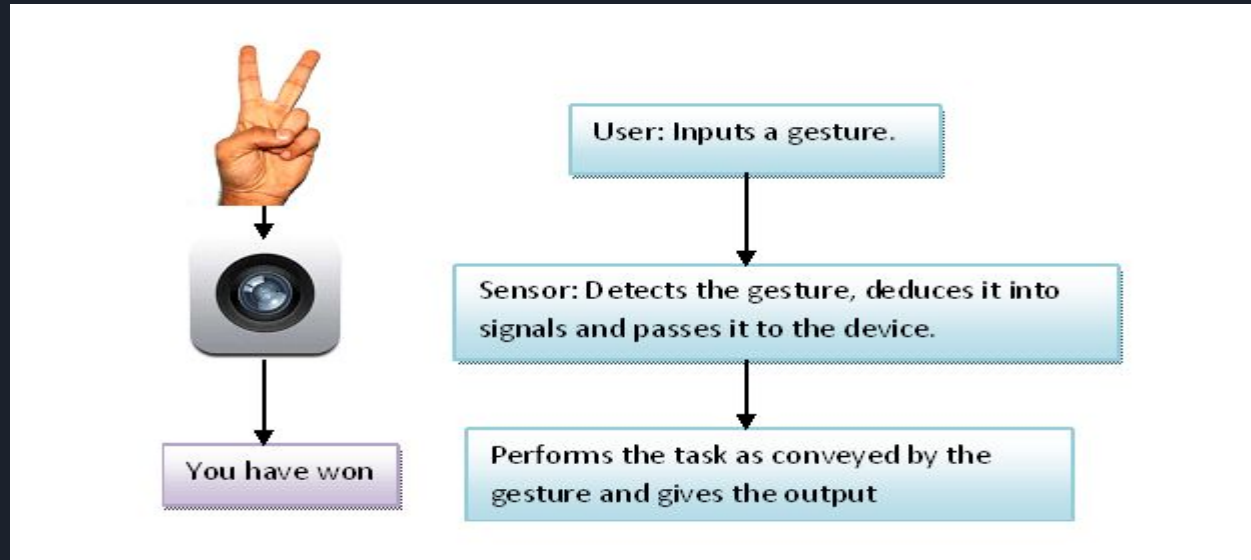 User: Inputs a gesture.
Sensor: Detects the gesture, deduces it into
signals and passes it to the device.
You have won
Performs the task as conveyed by the
gesture and gives the output